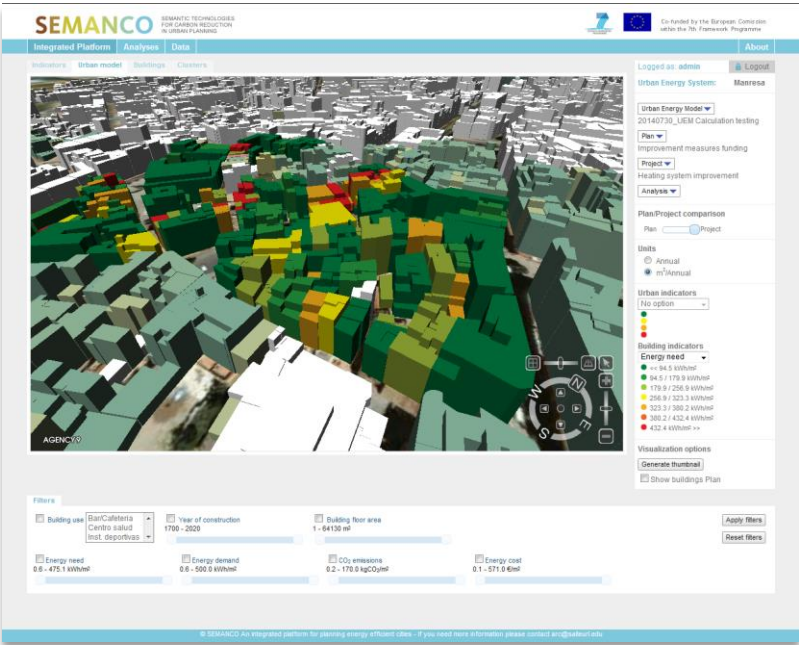 SEMANCO
SEMANTIC TECHNOLOGIES
FOR CARBON REDUCTION
IN URBAN PLANNING
Co-funded by the European Comission
within the 7th Framework Programme
Integrated Platform Analyses Data About
Indicators Urban model Buildings Clusters
Logged as: admin Logout
Urban Energy System: Manresa
Urban Energy Model
20140730_UEM Calculation testing
Plan
Improvement measures funding
Project
Heating system improvement
Analysis
Plan/Project comparison
Plan Project
Units
Annual
m²/Annual
Urban indicators
No option
Building indicators
Energy need
<< 94.5 kWh/m²
94.5 / 179.9 kWh/m²
179.9 / 256.9 kWh/m²
256.9 / 323.3 kWh/m²
323.3 / 380.2 kWh/m²
380.2 / 432.4 kWh/m²
432.4 kWh/m² >>
Visualization options
Generate thumbnail
Show buildings Plan
W N S E
AGENCY9
Filters
Building use Bar/Cafeteria
Centro salud
Inst. deportivas
Year of construction
1700 - 2020
Building floor area
1 - 64130 m²
Apply filters
Reset filters
Energy need
0.6 - 475.1 kWh/m²
Energy demand
0.6 - 500.0 kWh/m²
CO₂ emissions
0.2 - 170.0 kgCO₂/m²
Energy cost
0.1 - 571.0 €/m²
© SEMANCO An integrated platform for planning energy efficient cities - If you need more information please contact arc@salleurl.edu